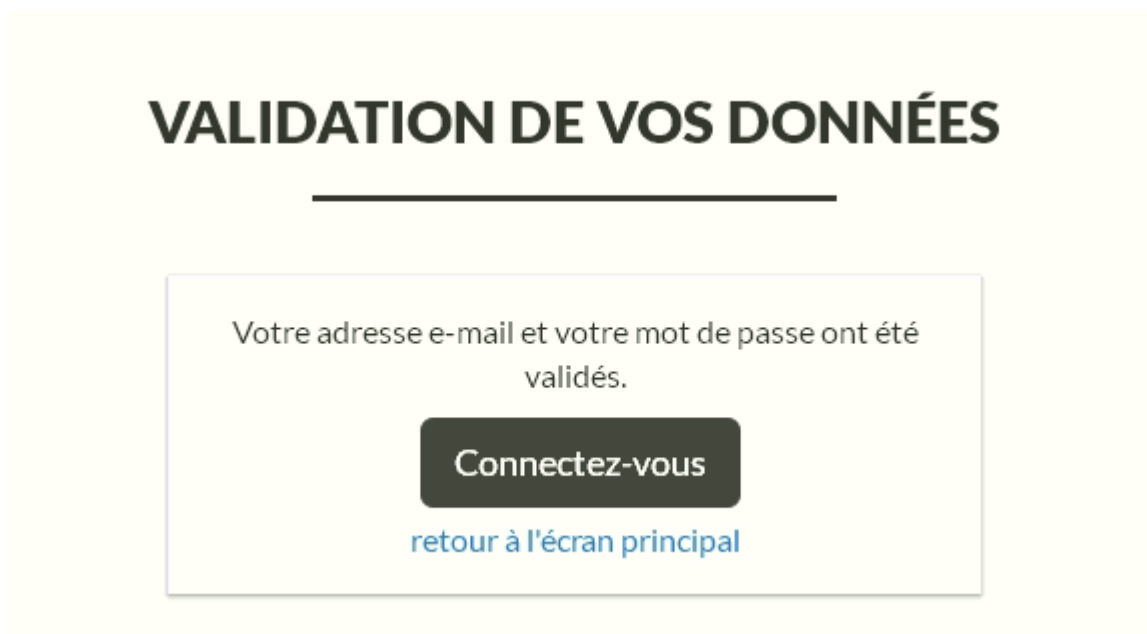 VALIDATION DE VOS DONNÉES
Votre adresse e-mail et votre mot de passe ont été
validés.
Connectez-vous
retour à l'écran principal